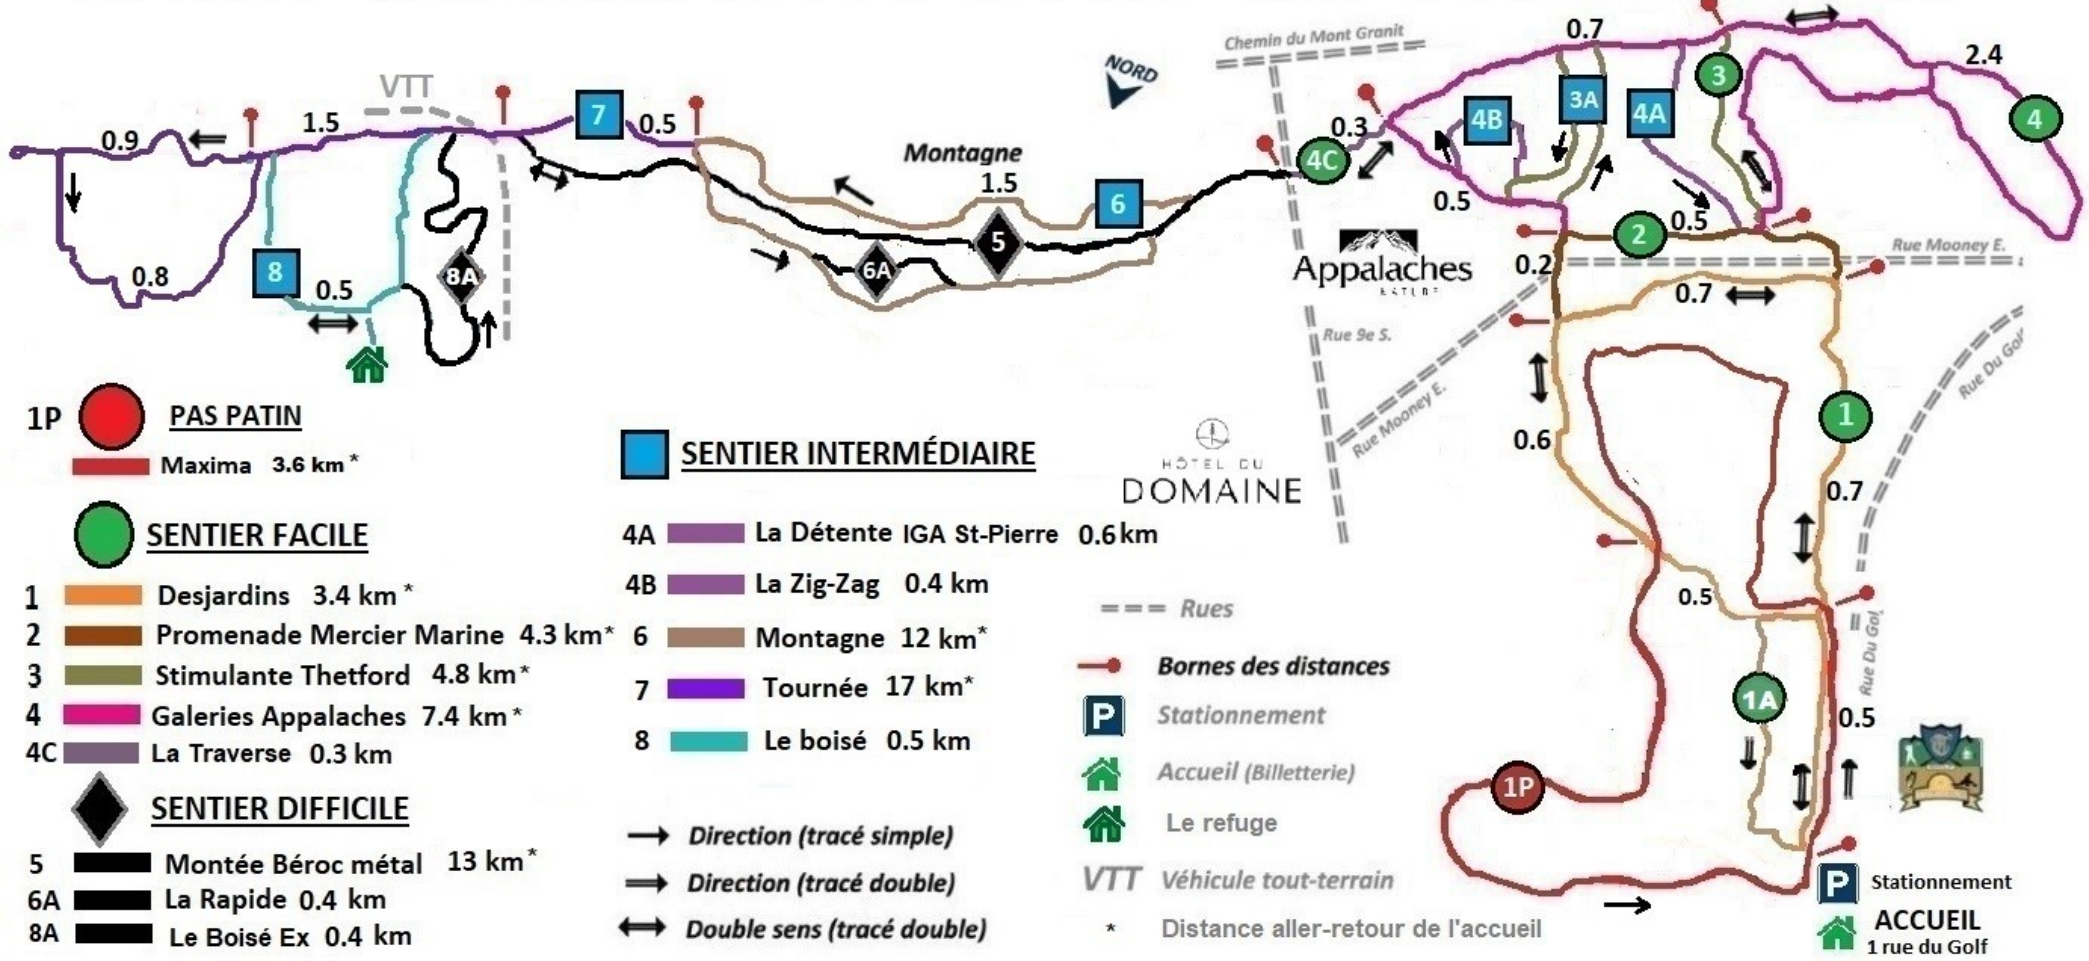 Chemin du Mont Granit
NORD
VTT
0.9
1.5
7
0.5
Montagne
1.5
6
5
6A
8
0.5
8A
0.8
4C
0.3
0.7
3A
4B
4A
3
2.4
4
0.5
2
0.5
0.2
Rue Mooney E.
0.7
Appalaches
NATURE
Rue 9e S.
Rue Mooney E.
Rue Du Golf
0.6
1
0.7
0.5
1A
Rue Du Golf
0.5
1P
HÔTEL DU
DOMAINE
1P PAS PATIN
Maxima 3.6 km *
SENTIER FACILE
1 Desjardins 3.4 km *
2 Promenade Mercier Marine 4.3 km*
3 Stimulante Thetford 4.8 km*
4 Galeries Appalaches 7.4 km*
4C La Traverse 0.3 km
SENTIER DIFFICILE
5 Montée Béroc métal 13 km*
6A La Rapide 0.4 km
8A Le Boisé Ex 0.4 km
SENTIER INTERMÉDIAIRE
4A La Détente IGA St-Pierre 0.6 km
4B La Zig-Zag 0.4 km
6 Montagne 12 km*
7 Tournée 17 km*
8 Le boisé 0.5 km
Direction (tracé simple)
Direction (tracé double)
Double sens (tracé double)
Rues
Bornes des distances
P Stationnement
Accueil (Billetterie)
Le refuge
VTT Véhicule tout-terrain
* Distance aller-retour de l'accueil
P Stationnement
ACCUEIL
1 rue du Golf